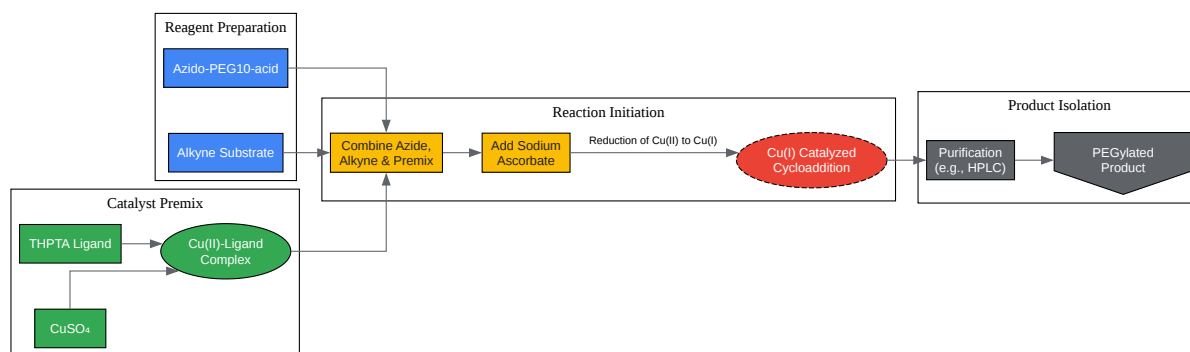 Reagent Preparation
Azido-PEG10-acid
Alkyne Substrate
Catalyst Premix
THPTA Ligand
Cu(II)-Ligand
Complex
CuSO₄
Reaction Initiation
Combine Azide,
Alkyne & Premix
Add Sodium
Ascorbate
Reduction of Cu(II) to Cu(I)
Cu(I) Catalyzed
Cycloaddition
Product Isolation
Purification
(e.g., HPLC)
PEGylated
Product